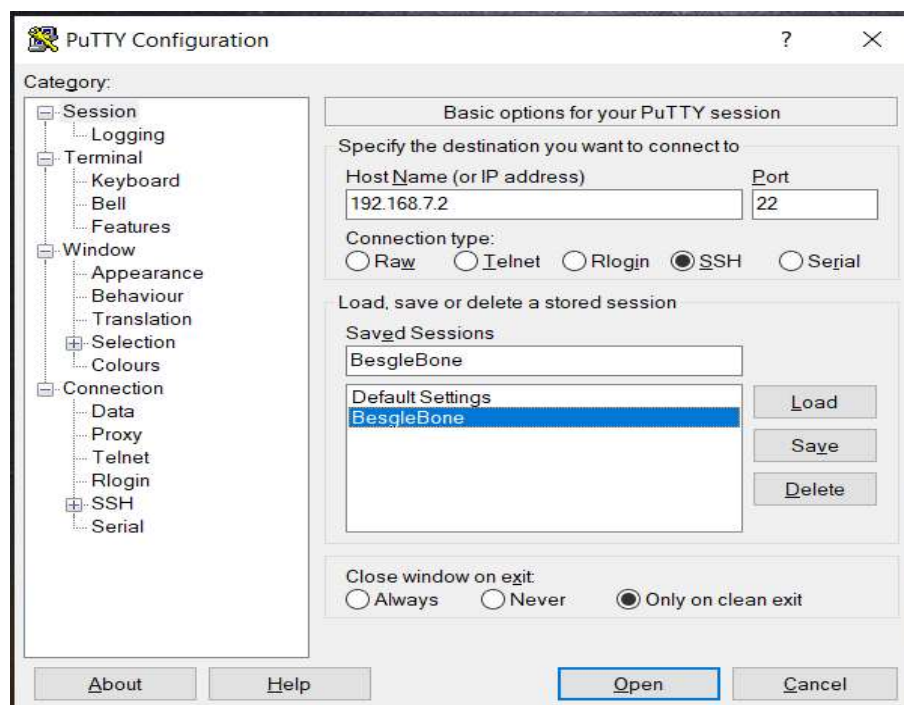 PuTTY Configuration
?
Category:
Session
Logging
Terminal
Keyboard
Bell
Features
Window
Appearance
Behaviour
Translation
Selection
Colours
Connection
Data
Proxy
Telnet
Rlogin
SSH
Serial
Basic options for your PuTTY session
Specify the destination you want to connect to
Host Name (or IP address) Port
192.168.7.2 22
Connection type:
Raw Telnet Rlogin SSH Serial
Load, save or delete a stored session
Saved Sessions
BesgleBone
Default Settings
BesgleBone
Load
Save
Delete
Close window on exit:
Always Never Only on clean exit
About Help Open Cancel